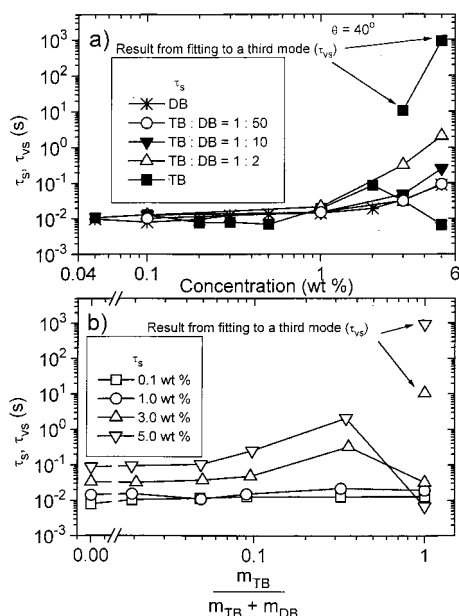 a)
θ = 40°
Result from fitting to a third mode (τvs)
τs, τvs (s)
10³
10²
10¹
10⁰
10⁻¹
10⁻²
10⁻³
τs
DB
TB : DB = 1 : 50
TB : DB = 1 : 10
TB : DB = 1 : 2
TB
0.04
0.1
1
6
Concentration (wt %)
b)
Result from fitting to a third mode (τvs)
τs, τvs (s)
10³
10²
10¹
10⁰
10⁻¹
10⁻²
10⁻³
τs
0.1 wt %
1.0 wt %
3.0 wt %
5.0 wt %
0.00
0.1
1
mTB
mTB + mDB